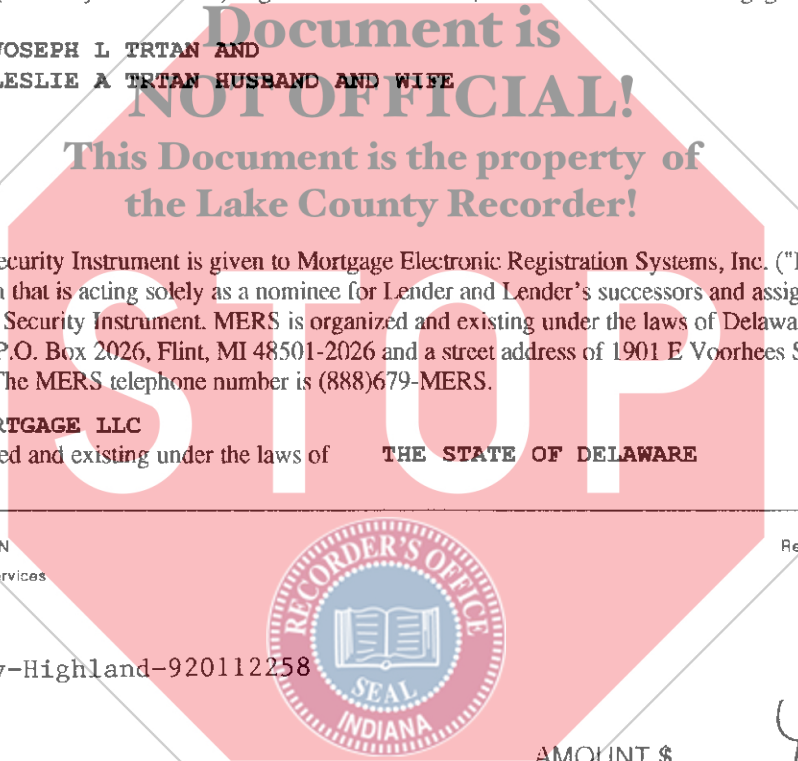 Document is
JOSEPH L TRTAN AND
LESLIE A TRTAN HUSBAND AND WIFE
NOT OFFICIAL!
This Document is the property of
the Lake County Recorder!
ecurity Instrument is given to Mortgage Electronic Registration Systems, Inc. ("
that is acting solely as a nominee for Lender and Lender's successors and assig
Security Instrument. MERS is organized and existing under the laws of Delawa
P.O. Box 2026, Flint, MI 48501-2026 and a street address of 1901 E Voorhees S
The MERS telephone number is (888)679-MERS.
STOP
RTGAGE LLC
ed and existing under the laws of THE STATE OF DELAWARE
N
Re
rvices
RECORDER'S OFFICE
-Highland-920112258
SEAL
INDIANA
AMOUNT $